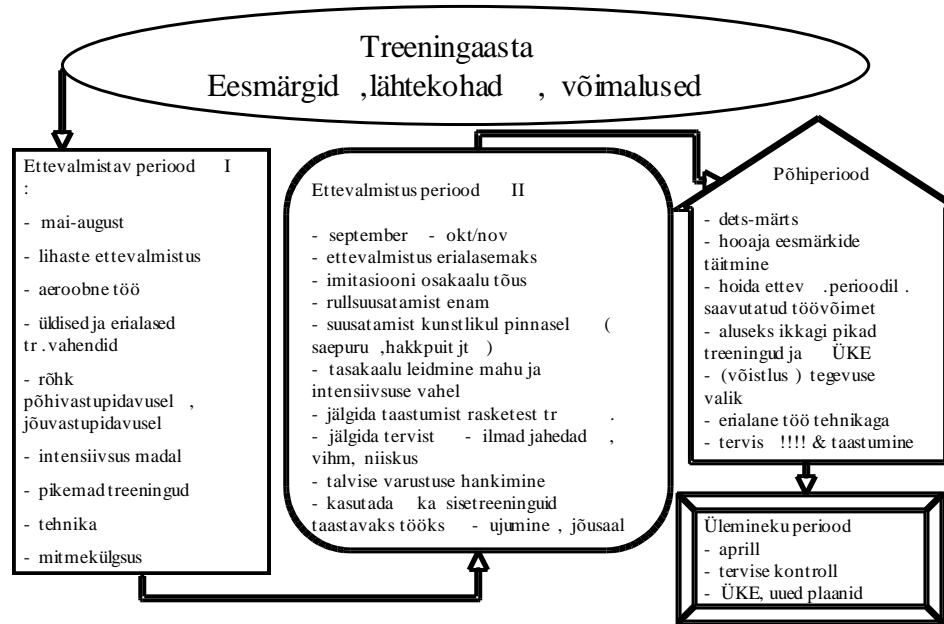 Treeningaasta
Eesmärgid ,lähtekohad , võimalused
Ettevalmistav periood I
:
- mai-august
- lihaste ettevalmistus
- aeroobne töö
- üldised ja erialased
tr.vahendid
- rõhk
põhivastupidavusel ,
jõuvastupidavusel
- intensiivsus madal
- pikemad treeningud
- tehnika
- mitmekülgsus
Ettevalmistus periood II
- september - okt/nov
- ettevalmistus erialasemaks
- imitasiooni osakaalu tõus
- rullsuusatamist enam
- suusatamist kunstlikul pinnasel (
saepuru ,hakkpuit jt )
- tasakaalu leidmine mahu ja
intensiivsuse vahel
- jälgida taastumist rasketest tr .
- jälgida tervist - ilmad jahedad ,
vihm, niiskus
- talvise varustuse hankimine
- kasutada ka sisetreeninguid
taastavaks tööks - ujumine , jõusaal
Põhiperiood
- dets-märts
- hooaja eesmärkide
täitmine
- hoida ettev .perioodil .
saavutatud töövõimet
- aluseks ikkagi pikad
treeningud ja ÜKE
- (võistlus ) tegevuse
valik
- erialane töö tehnikaga
- tervis !!!! & taastumine
Ülemineku periood
- aprill
- tervise kontroll
- ÜKE, uued plaanid